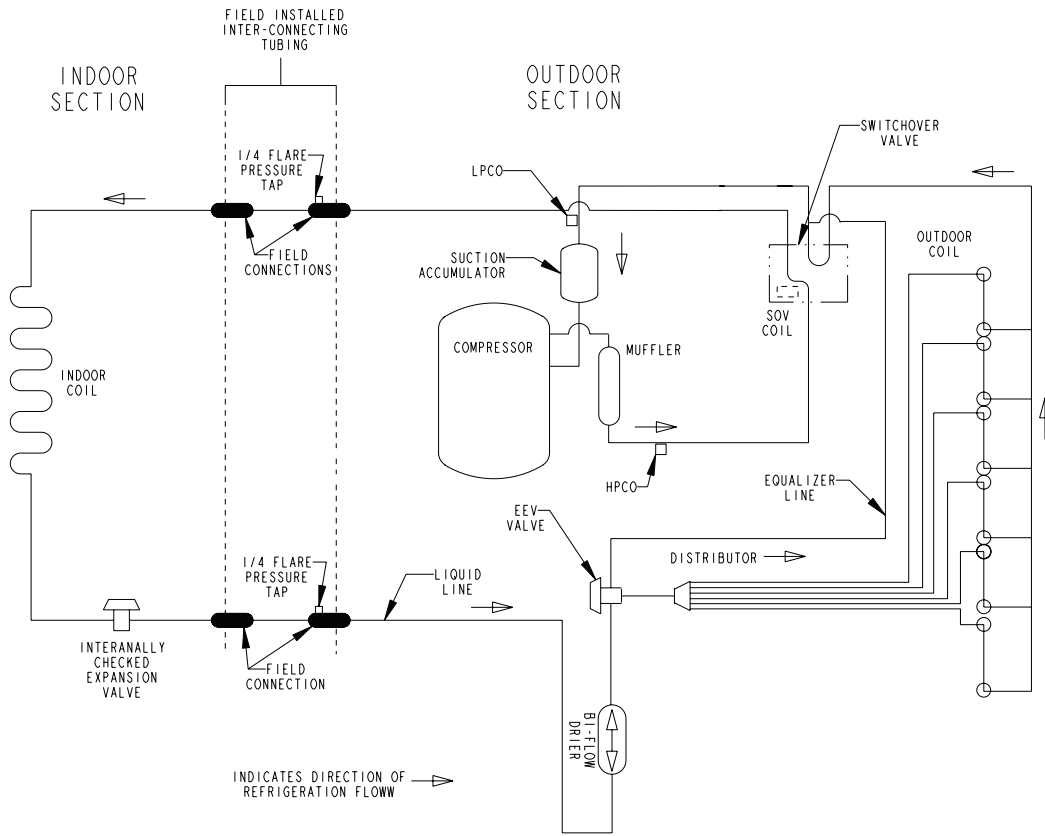 FIELD INSTALLED
INTER-CONNECTING
TUBING
INDOOR
SECTION
OUTDOOR
SECTION
SWITCHOVER
VALVE
1/4 FLARE
PRESSURE
TAP
LPCO
FIELD
CONNECTIONS
SUCTION
ACCUMULATOR
OUTDOOR
COIL
SOV
COIL
COMPRESSOR
MUFFLER
INDOOR
COIL
HPCO
EQUALIZER
LINE
EEV
VALVE
DISTRIBUTOR
1/4 FLARE
PRESSURE
TAP
LIQUID
LINE
INTERANALLY
CHECKED
EXPANSION
VALVE
FIELD
CONNECTION
BI-FLOW
DRIER
INDICATES DIRECTION OF
REFRIGERATION FLOWW